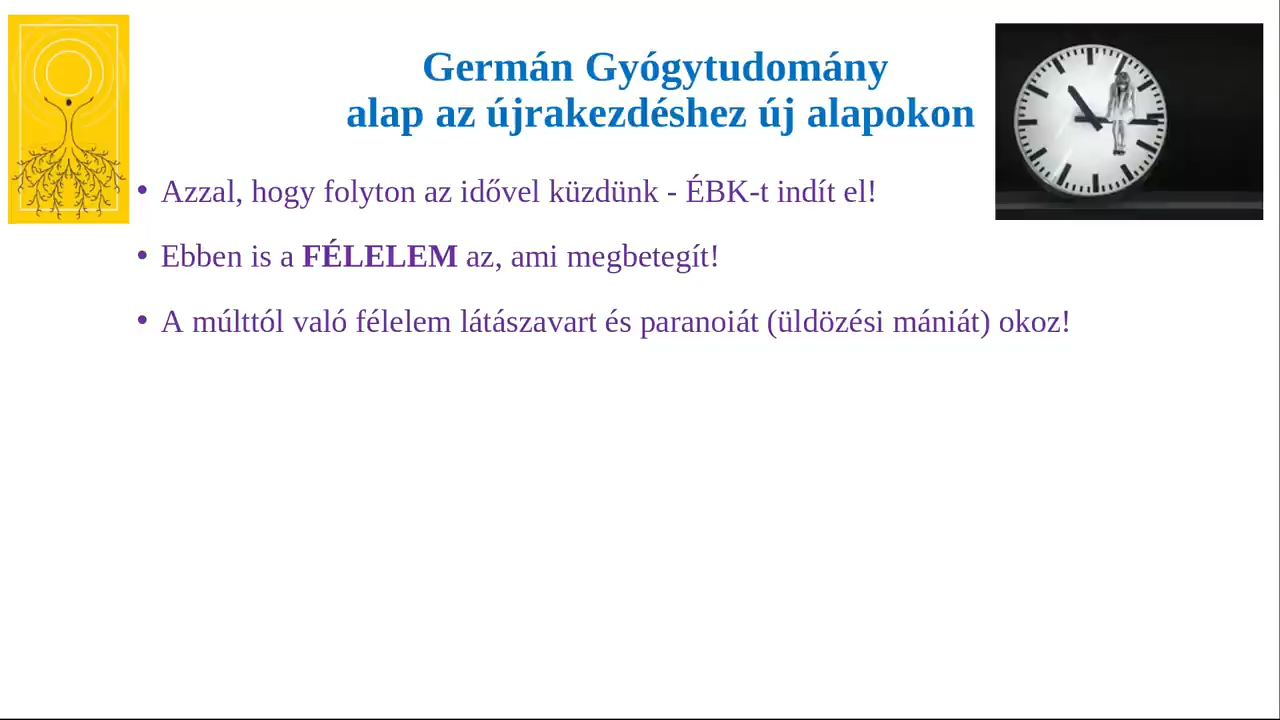 Germán Gyógytudomány
alap az újrakezdéshez új alapokon
• Azzal, hogy folyton az idővel küzdünk - ÉBK-t indít el!
• Ebben is a FÉLELEM az, ami megbetegít!
• A múlttól való félelem látászavart és paranoiát (üldözési mániát) okoz!